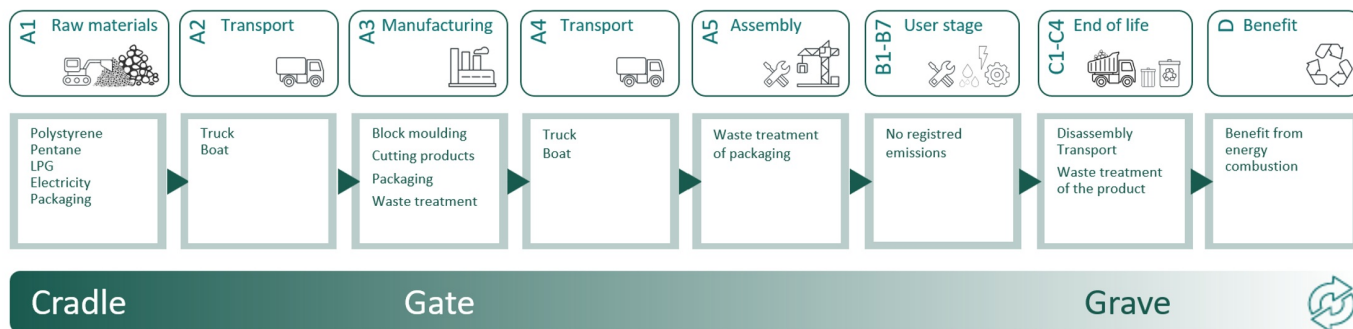 A1 Raw materials
A2 Transport
A3 Manufacturing
A4 Transport
A5 Assembly
B1-B7 User stage
C1-C4 End of life
D Benefit
Polystyrene
Pentane
LPG
Electricity
Packaging
Truck
Boat
Block moulding
Cutting products
Packaging
Waste treatment
Truck
Boat
Waste treatment
of packaging
No registred
emissions
Disassembly
Transport
Waste treatment
of the product
Benefit from
energy
combustion
Cradle
Gate
Grave